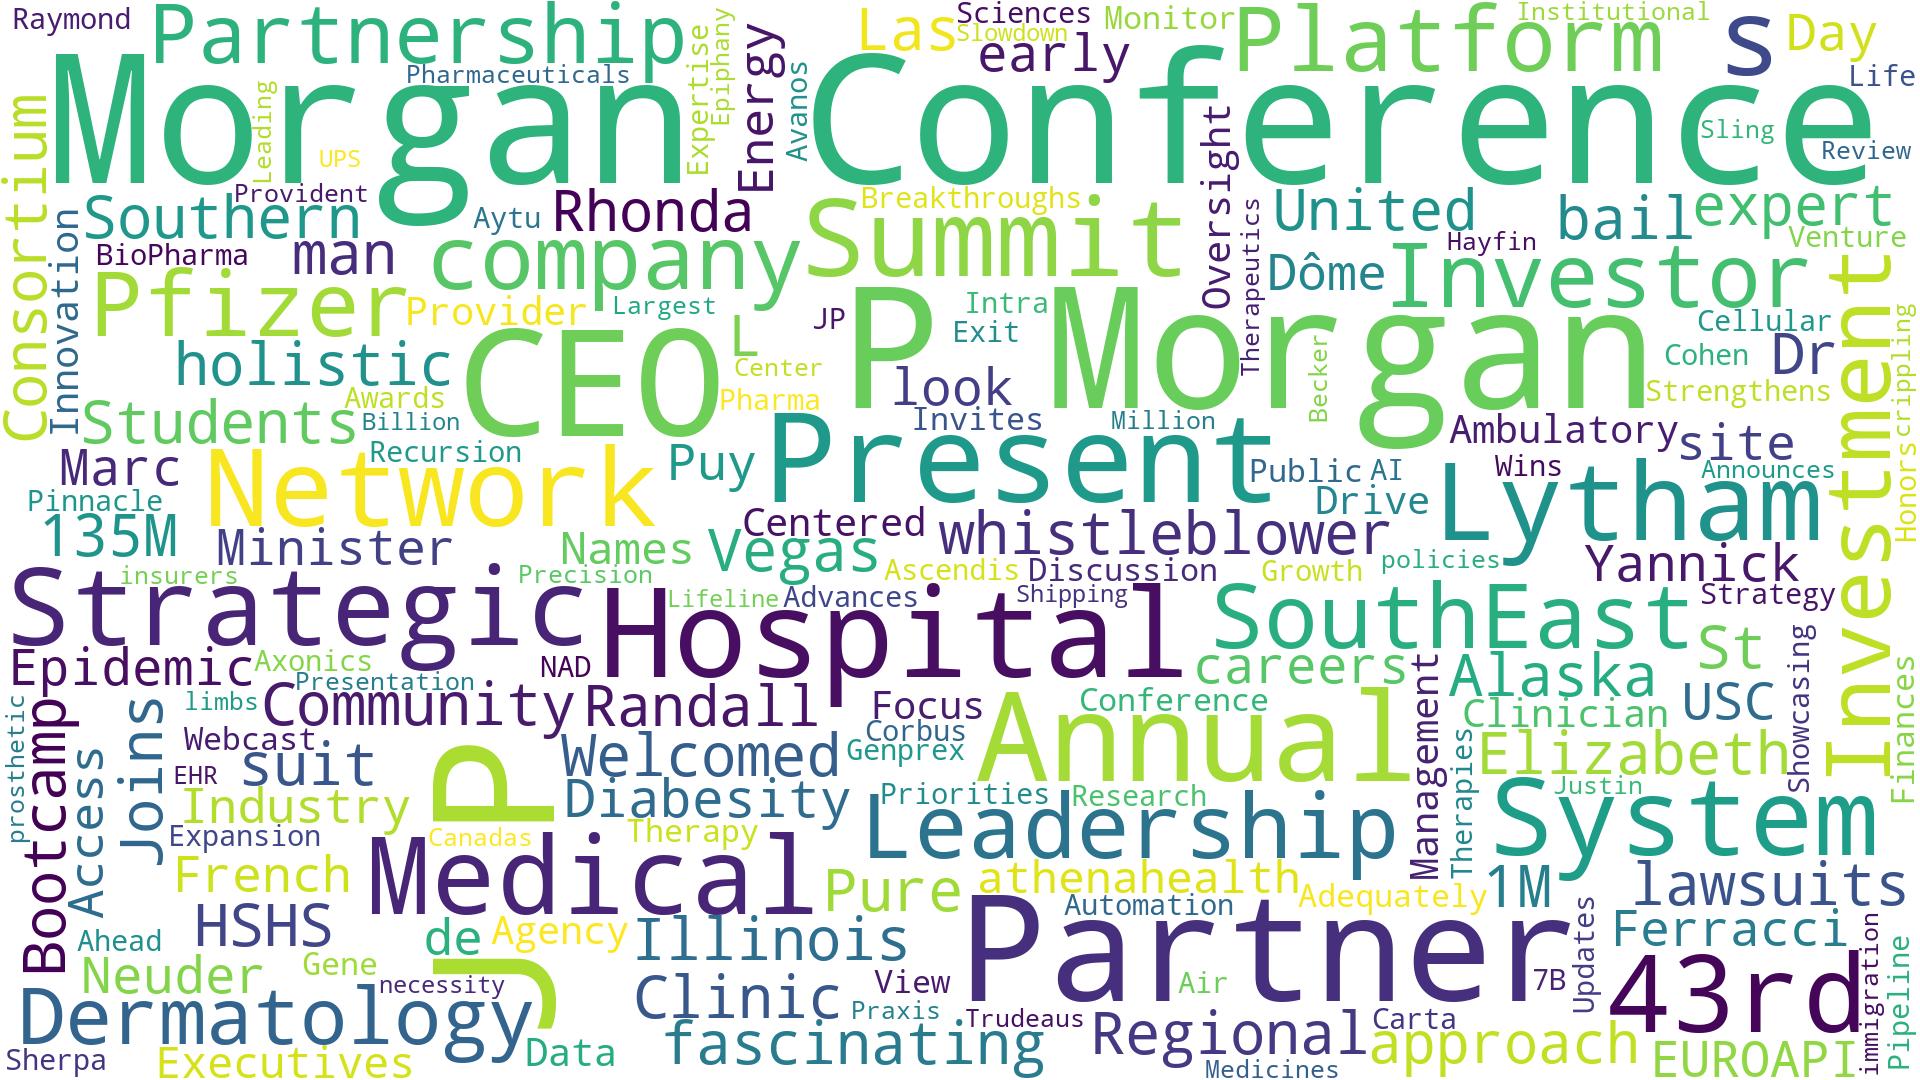 Raymond
Partnership
Las
Sciences
Slowdown
Monitor
Institutional
Platform
s
Day
early
Life
Morgan
Pharmaceuticals
Expertise
Epiphany
Energy
Avanos
Conference
Sling
Review
Leading
UPS
Consortium
Provident
Southern
Aytu
Rhonda
Breakthroughs
Summit
Oversight
Therapeutics
United
bail
expert
Hayfin
Venture
Innovation
BioPharma
man
company
Dôme
Investor
Investment
Pfizer
Provider
Largest
JP
Intra
Exit
P Morgan
Cellular
crippling
holistic
CEO
L
Center
look
Becker
Cohen
Dr
Strengthens
Students
Awards
Billion
Pharma
Invites
Million
Ambulatory
site
Marc
Recursion
Network
Puy
Present
Public
AI
Wins
Announces
Honors
Pinnacle
Drive
Lytham
135M
Minister
Names
Vegas
Centered
whistleblower
policies
Yannick
insurers
Precision
Ascendis
Discussion
Growth
Strategic
Lifeline
Advances
Shipping
Hospital
SouthEast
Strategy
Epidemic
Axonics
NAD
careers
Alaska
St
Showcasing
Finances
Presentation
limbs
Community
Randall
Focus
Conference
Management
Clinician
USC
prosthetic
Bootcamp
Joins
Webcast
Corbus
Genprex
Annual
Therapies
Elizabeth
Access
EHR
suit
J P
Welcomed
Industry
Diabesity
Priorities
Research
Justin
System
Expansion
Canadas
Therapy
Leadership
French
Medical
Pure
athenahealth
Adequately
1M
lawsuits
HSHS
Automation
Ahead
de
Agency
Illinois
Partner
Updates
Ferracci
immigration
Pipeline
Neuder
Gene
necessity
Clinic
View
Air
7B
43rd
Dermatology
Praxis
Trudeaus
Carta
Sherpa
Executives
Data
fascinating
Regional
approach
EUROAPI
Medicines